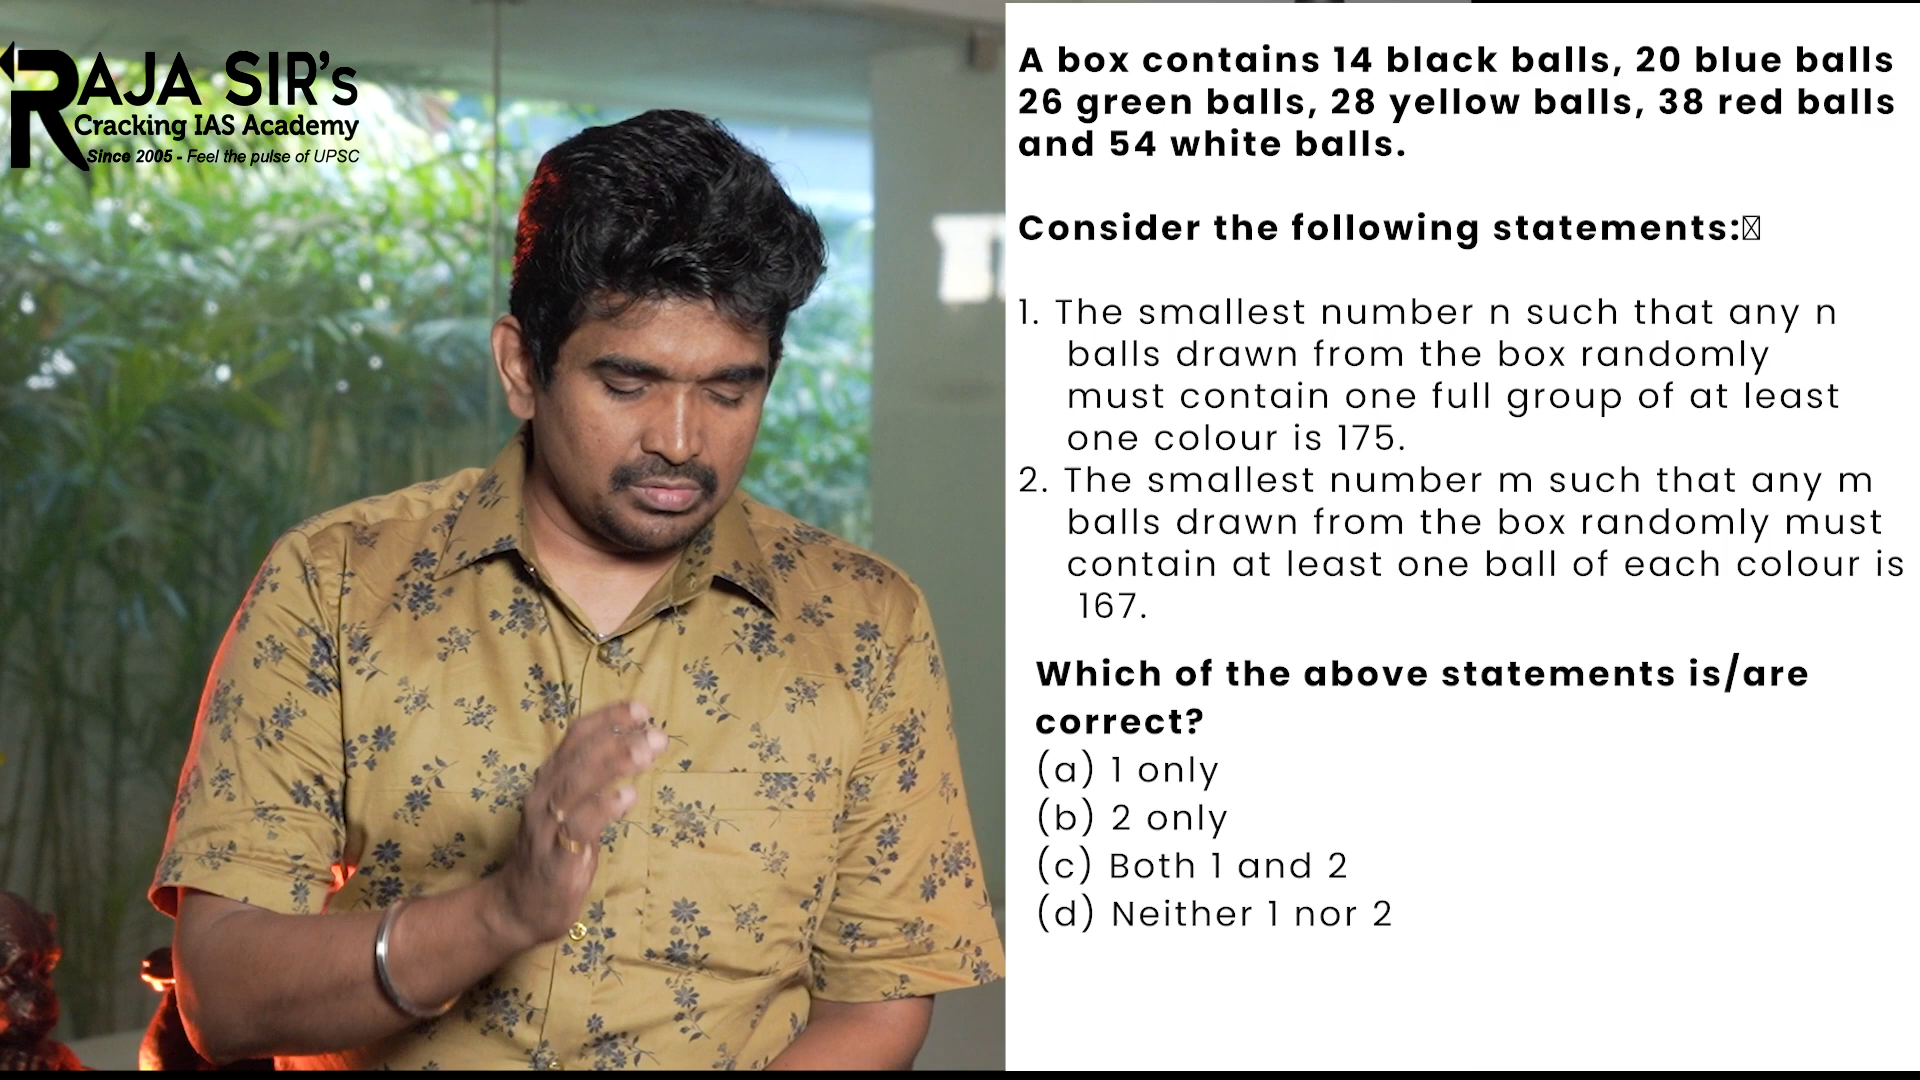 RAJA SIR's
Cracking IAS Academy
Since 2005 - Feel the pulse of UPSC
A box contains 14 black balls, 20 blue balls
26 green balls, 28 yellow balls, 38 red balls
and 54 white balls.
Consider the following statements:
1. The smallest number n such that any n
balls drawn from the box randomly
must contain one full group of at least
one colour is 175.
2. The smallest number m such that any m
balls drawn from the box randomly must
contain at least one ball of each colour is
167.
Which of the above statements is/are
correct?
(a) 1 only
(b) 2 only
(c) Both 1 and 2
(d) Neither 1 nor 2